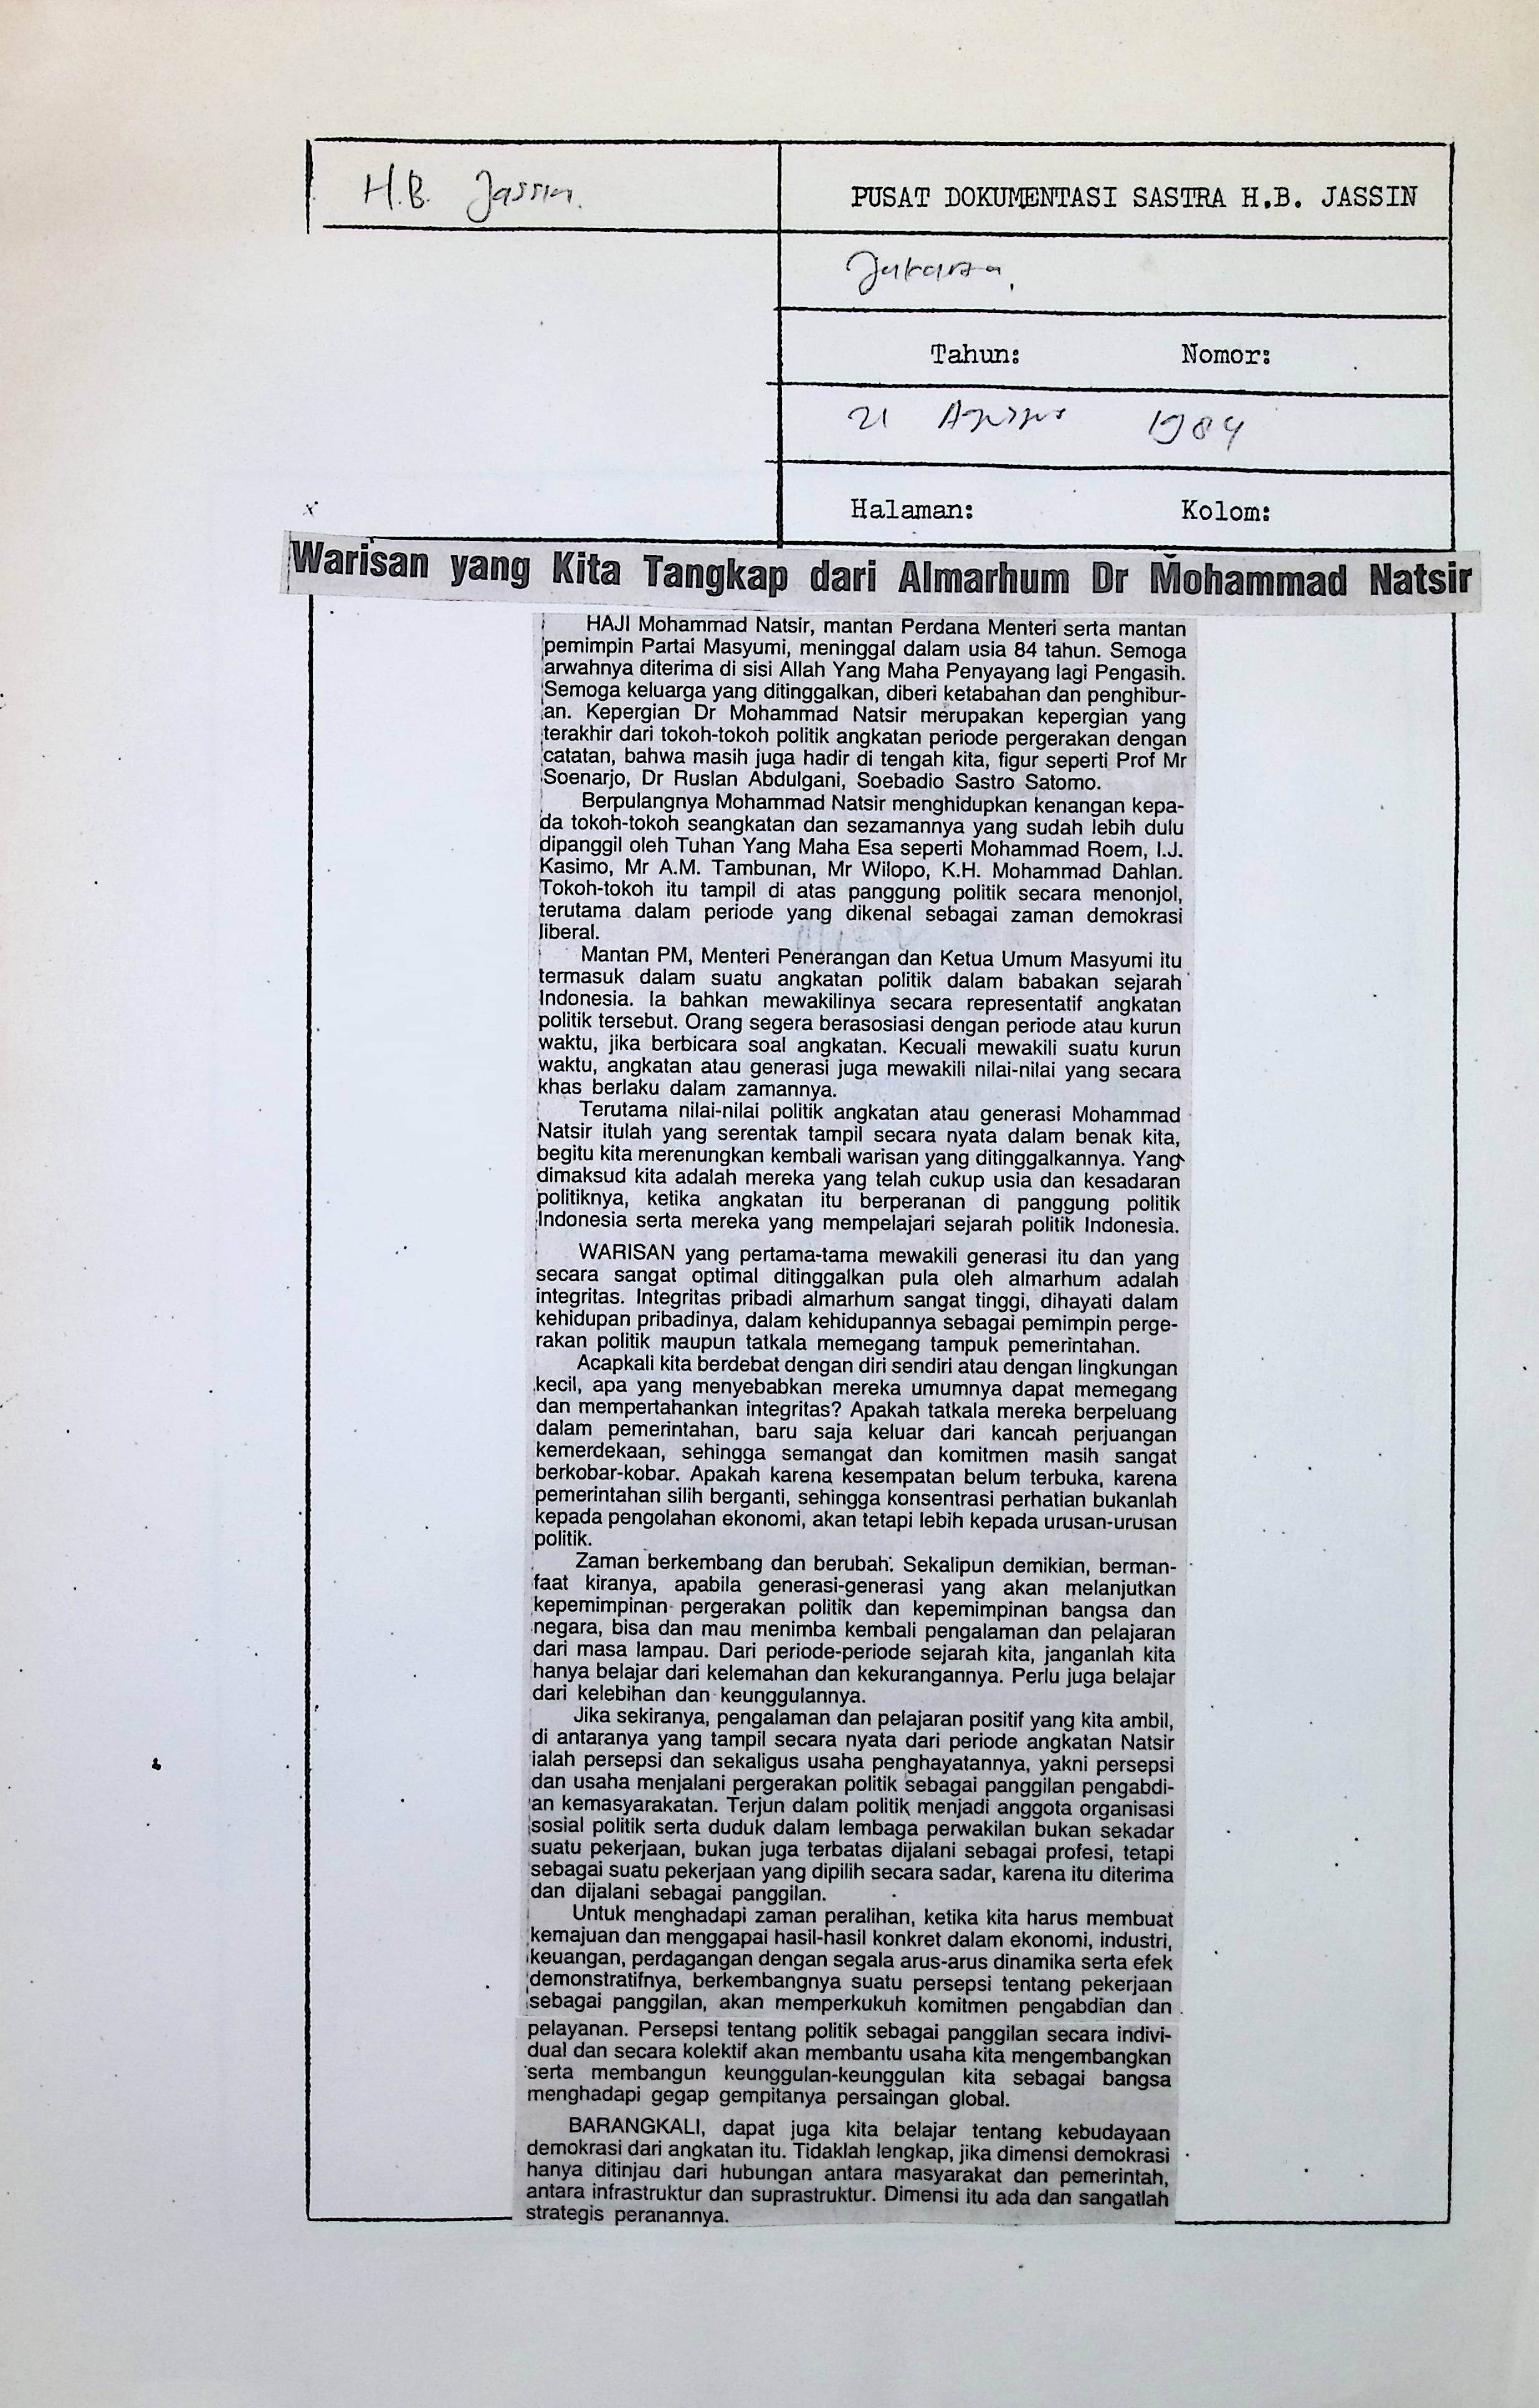 H.B. Jassin.
PUSAT DOKUMENTASI SASTRA H.B. JASSIN
Jakarta,
Tahun: Nomor:
21 Agustus 1984
Halaman: Kolom:
Warisan yang Kita Tangkap dari Almarhum Dr Mohammad Natsir
HAJI Mohammad Natsir, mantan Perdana Menteri serta mantan
pemimpin Partai Masyumi, meninggal dalam usia 84 tahun. Semoga
arwahnya diterima di sisi Allah Yang Maha Penyayang lagi Pengasih.
Semoga keluarga yang ditinggalkan, diberi ketabahan dan penghibur-
an. Kepergian Dr Mohammad Natsir merupakan kepergian yang
terakhir dari tokoh-tokoh politik angkatan periode pergerakan dengan
catatan, bahwa masih juga hadir di tengah kita, figur seperti Prof Mr
Soenarjo, Dr Ruslan Abdulgani, Soebadio Sastro Satomo.
Berpulangnya Mohammad Natsir menghidupkan kenangan kepa-
da tokoh-tokoh seangkatan dan sezamannya yang sudah lebih dulu
dipanggil oleh Tuhan Yang Maha Esa seperti Mohammad Roem, I.J.
Kasimo, Mr A.M. Tambunan, Mr Wilopo, K.H. Mohammad Dahlan.
Tokoh-tokoh itu tampil di atas panggung politik secara menonjol,
terutama dalam periode yang dikenal sebagai zaman demokrasi
liberal.
Mantan PM, Menteri Penerangan dan Ketua Umum Masyumi itu
termasuk dalam suatu angkatan politik dalam babakan sejarah
Indonesia. Ia bahkan mewakilinya secara representatif angkatan
politik tersebut. Orang segera berasosiasi dengan periode atau kurun
waktu, jika berbicara soal angkatan. Kecuali mewakili suatu kurun
waktu, angkatan atau generasi juga mewakili nilai-nilai yang secara
khas berlaku dalam zamannya.
Terutama nilai-nilai politik angkatan atau generasi Mohammad
Natsir itulah yang serentak tampil secara nyata dalam benak kita,
begitu kita merenungkan kembali warisan yang ditinggalkannya. Yang
dimaksud kita adalah mereka yang telah cukup usia dan kesadaran
politiknya, ketika angkatan itu berperanan di panggung politik
Indonesia serta mereka yang mempelajari sejarah politik Indonesia.
WARISAN yang pertama-tama mewakili generasi itu dan yang
secara sangat optimal ditinggalkan pula oleh almarhum adalah
integritas. Integritas pribadi almarhum sangat tinggi, dihayati dalam
kehidupan pribadinya, dalam kehidupannya sebagai pemimpin perge-
rakan politik maupun tatkala memegang tampuk pemerintahan.
Acapkali kita berdebat dengan diri sendiri atau dengan lingkungan
kecil, apa yang menyebabkan mereka umumnya dapat memegang
dan mempertahankan integritas? Apakah tatkala mereka berpeluang
dalam pemerintahan, baru saja keluar dari kancah perjuangan
kemerdekaan, sehingga semangat dan komitmen masih sangat
berkobar-kobar. Apakah karena kesempatan belum terbuka, karena
pemerintahan silih berganti, sehingga konsentrasi perhatian bukanlah
kepada pengolahan ekonomi, akan tetapi lebih kepada urusan-urusan
politik.
Zaman berkembang dan berubah. Sekalipun demikian, berman-
faat kiranya, apabila generasi-generasi yang akan melanjutkan
kepemimpinan pergerakan politik dan kepemimpinan bangsa dan
negara, bisa dan mau menimba kembali pengalaman dan pelajaran
dari masa lampau. Dari periode-periode sejarah kita, janganlah kita
hanya belajar dari kelemahan dan kekurangannya. Perlu juga belajar
dari kelebihan dan keunggulannya.
Jika sekiranya, pengalaman dan pelajaran positif yang kita ambil,
di antaranya yang tampil secara nyata dari periode angkatan Natsir
ialah persepsi dan sekaligus usaha penghayatannya, yakni persepsi
dan usaha menjalani pergerakan politik sebagai panggilan pengabdi-
an kemasyarakatan. Terjun dalam politik menjadi anggota organisasi
sosial politik serta duduk dalam lembaga perwakilan bukan sekadar
suatu pekerjaan, bukan juga terbatas dijalani sebagai profesi, tetapi
sebagai suatu pekerjaan yang dipilih secara sadar, karena itu diterima
dan dijalani sebagai panggilan.
Untuk menghadapi zaman peralihan, ketika kita harus membuat
kemajuan dan menggapai hasil-hasil konkret dalam ekonomi, industri,
keuangan, perdagangan dengan segala arus-arus dinamika serta efek
demonstratifnya, berkembangnya suatu persepsi tentang pekerjaan
sebagai panggilan, akan memperkukuh komitmen pengabdian dan
pelayanan. Persepsi tentang politik sebagai panggilan secara indivi-
dual dan secara kolektif akan membantu usaha kita mengembangkan
serta membangun keunggulan-keunggulan kita sebagai bangsa
menghadapi gegap gempitanya persaingan global.
BARANGKALI, dapat juga kita belajar tentang kebudayaan
demokrasi dari angkatan itu. Tidaklah lengkap, jika dimensi demokrasi
hanya ditinjau dari hubungan antara masyarakat dan pemerintah,
antara infrastruktur dan suprastruktur. Dimensi itu ada dan sangatlah
strategis peranannya.